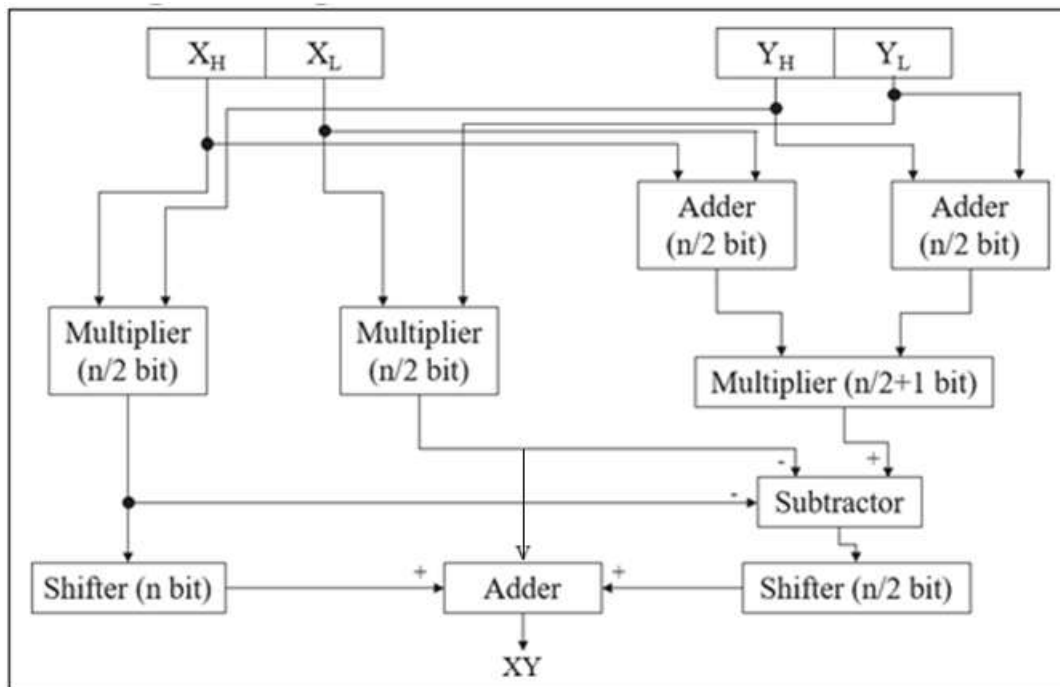 X_H X_L Y_H Y_L
Adder
(n/2 bit)
Adder
(n/2 bit)
Multiplier
(n/2 bit)
Multiplier
(n/2 bit)
Multiplier (n/2+1 bit)
- +
- Subtractor
Shifter (n bit) + Adder + Shifter (n/2 bit)
XY